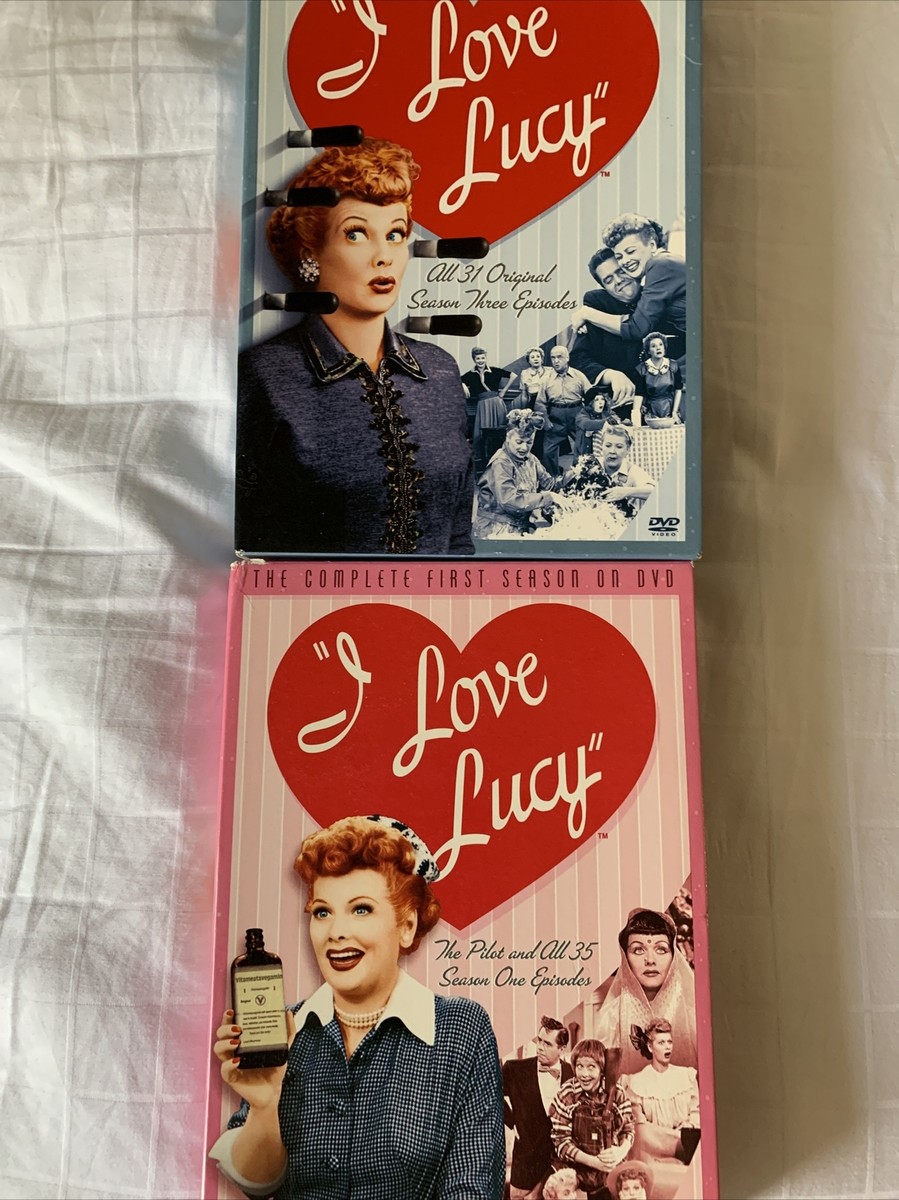 "I
Love
Lucy"
TM
All 31 Original
Season Three Episodes
DVD
VIDEO
THE COMPLETE FIRST SEASON ON DVD
"I
Love
Lucy"
TM
The Pilot and All 35
Season One Episodes
Vitameatavegamin